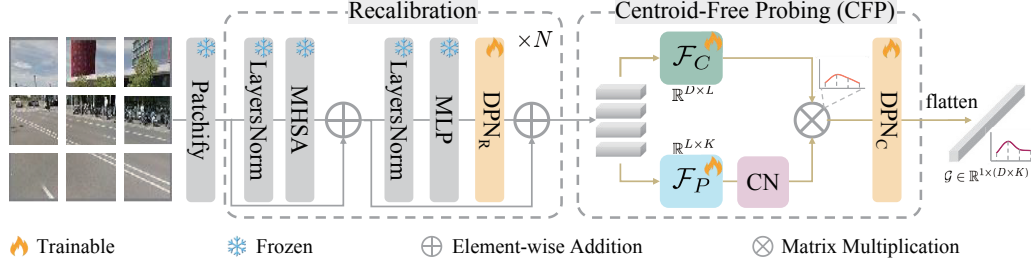 Recalibration
Centroid-Free Probing (CFP)
×N
Patchify
LayersNorm
MHSA
LayersNorm
MLP
DPN_R
F_C
ℝ^{D×L}
ℝ^{L×K}
F_P
CN
DPN_C
flatten
G ∈ ℝ^{1×(D×K)}
Trainable
Frozen
Element-wise Addition
Matrix Multiplication